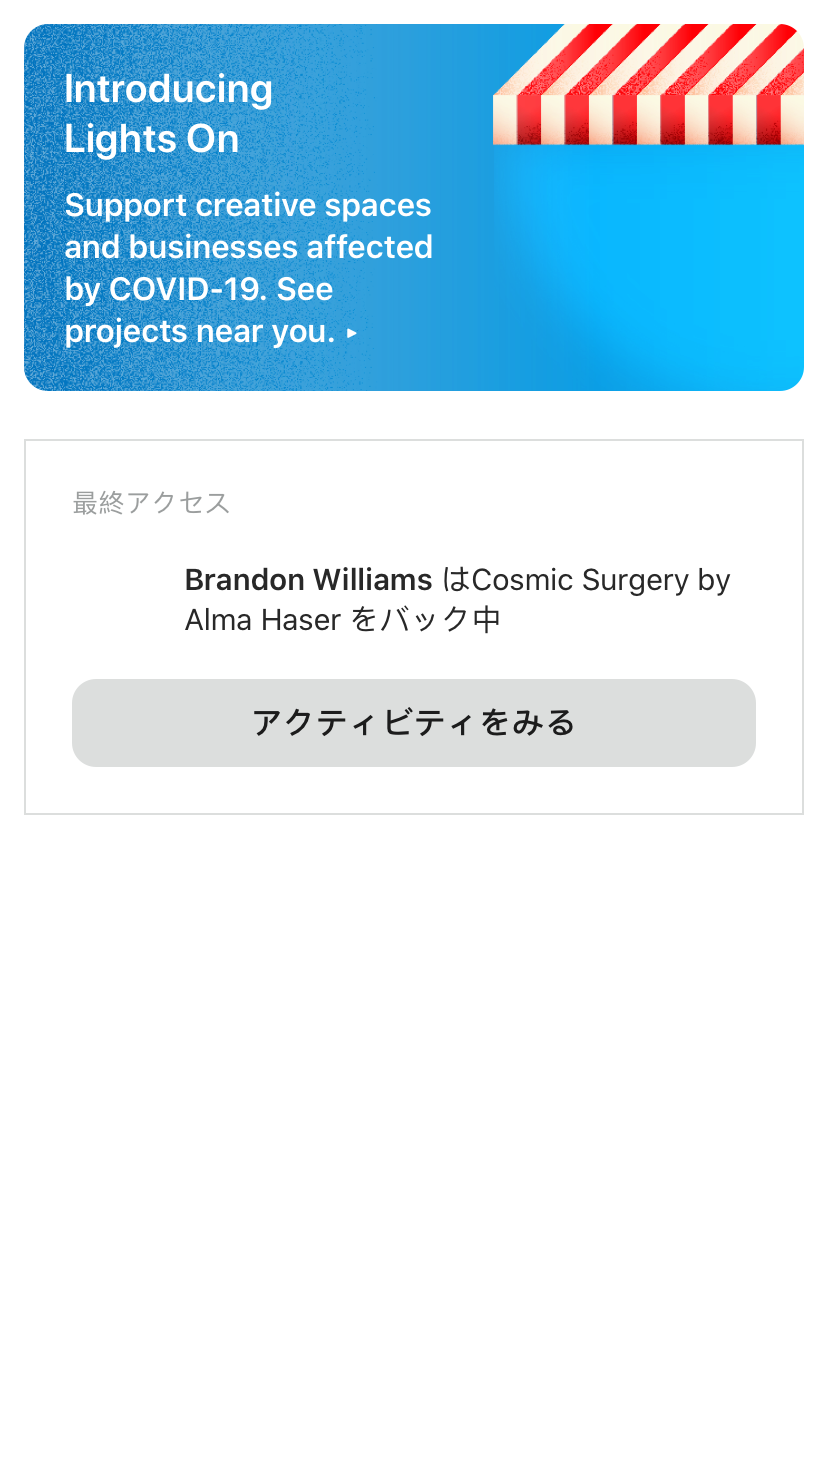 Introducing
Lights On
Support creative spaces
and businesses affected
by COVID-19. See
projects near you. ▸
最終アクセス
Brandon Williams はCosmic Surgery by
Alma Haser をバック中
アクティビティをみる